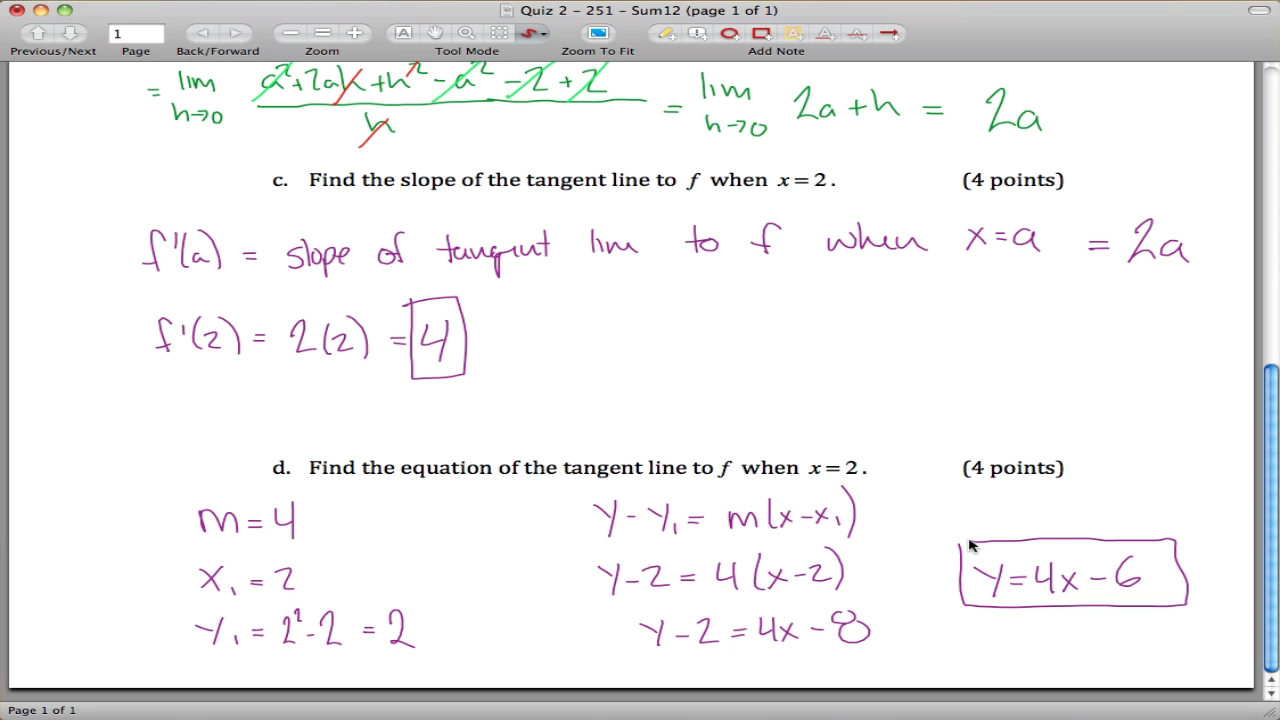 Quiz 2 - 251 - Sum12 (page 1 of 1)
1
Previous/Next Page Back/Forward Zoom Tool Mode Zoom To Fit Add Note
= lim h→0 (a² + 2ah + h² - a² - 2 + 2) / h = lim h→0 2a + h = 2a
c. Find the slope of the tangent line to f when x = 2. (4 points)
f'(a) = slope of tangent line to f when x = a = 2a
f'(2) = 2(2) = 4
d. Find the equation of the tangent line to f when x = 2. (4 points)
m = 4
x₁ = 2
y₁ = 2² - 2 = 2
y - y₁ = m(x - x₁)
y - 2 = 4(x - 2)
y - 2 = 4x - 8
y = 4x - 6
Page 1 of 1